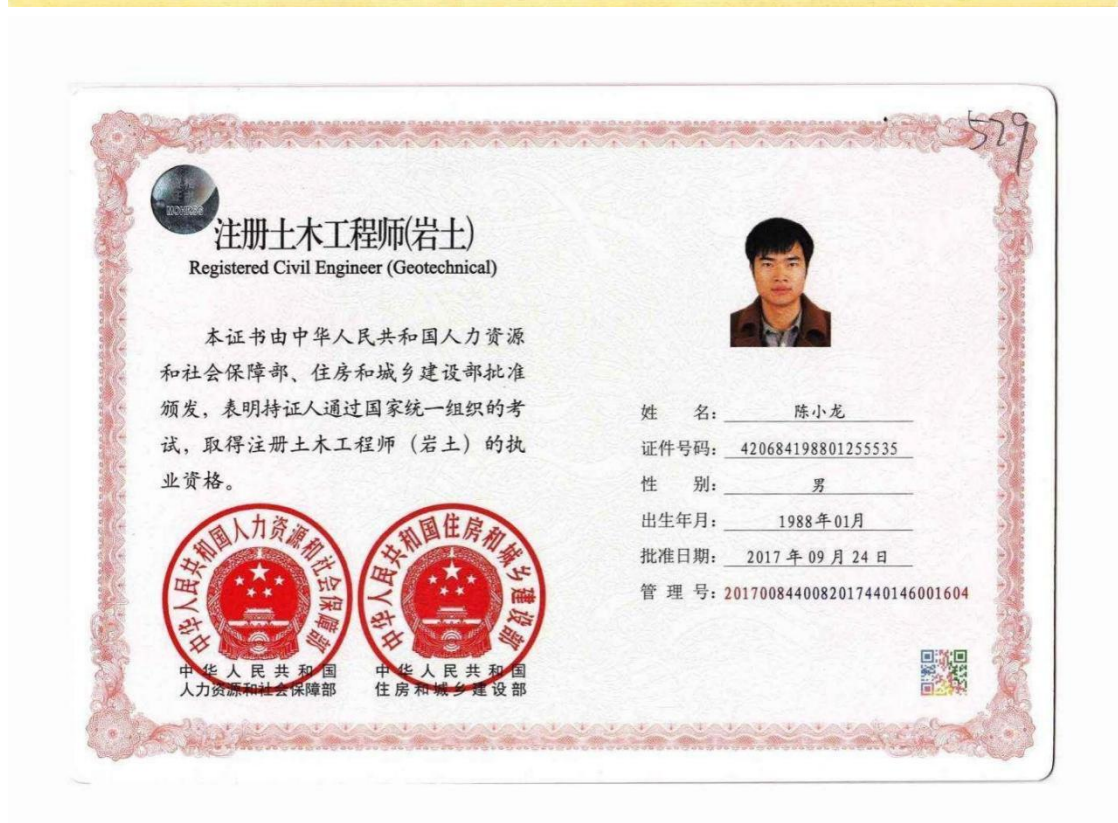 529
MOHRSS
注册土木工程师(岩土)
Registered Civil Engineer (Geotechnical)
本证书由中华人民共和国人力资源
和社会保障部、住房和城乡建设部批准
颁发，表明持证人通过国家统一组织的考
试，取得注册土木工程师（岩土）的执
业资格。
中华人民共和国人力资源和社会保障部
中华人民共和国住房和城乡建设部
中华人民共和国
人力资源和社会保障部
中华人民共和国
住房和城乡建设部
姓 名： 陈小龙
证件号码： 420684198801255535
性 别： 男
出生年月： 1988年01月
批准日期： 2017年09月24日
管 理 号： 201700844008201744014​6001604